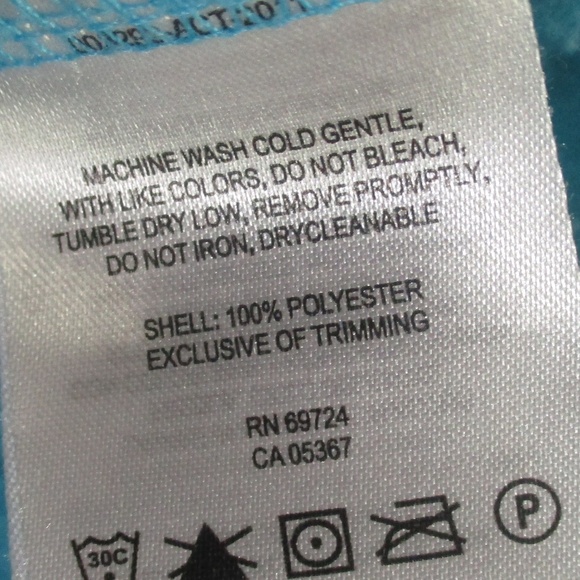 MACHINE WASH COLD GENTLE,
WITH LIKE COLORS, DO NOT BLEACH,
TUMBLE DRY LOW, REMOVE PROMPTLY,
DO NOT IRON, DRYCLEANABLE
SHELL: 100% POLYESTER
EXCLUSIVE OF TRIMMING
RN 69724
CA 05367
30C
P